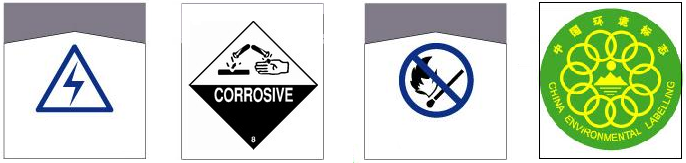 CORROSIVE
8
中国环境标志
CHINA ENVIRONMENTAL LABELLING